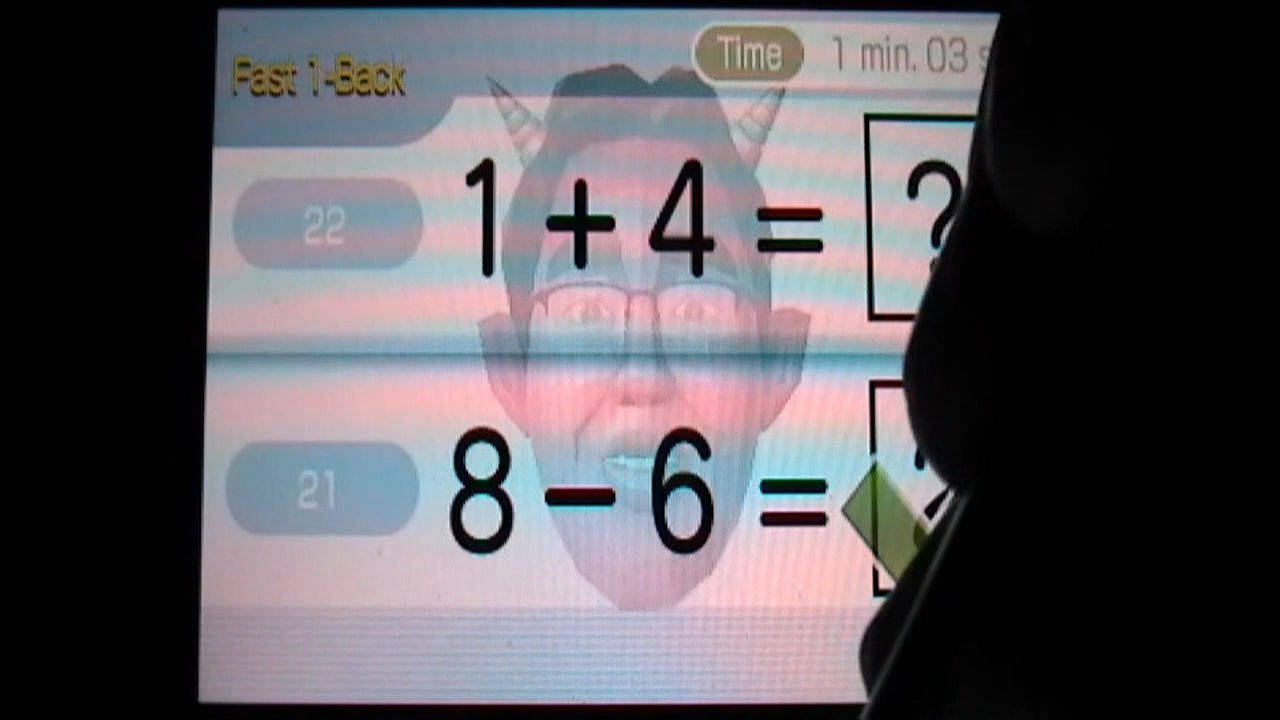 Fast 1-Back
Time 1 min. 03
22 1 + 4 = ?
21 8 - 6 =